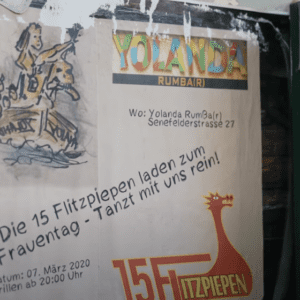 YOLANDA
RUMBA(R)
Wo: Yolanda Rumba(r)
Senefelderstrasse 27
Die 15 Flitzpiepen laden zum
Frauentag - Tanzt mit uns rein!
atum: 07. März 2020
rillen ab 20:00 Uhr
15 FLITZPIEPEN